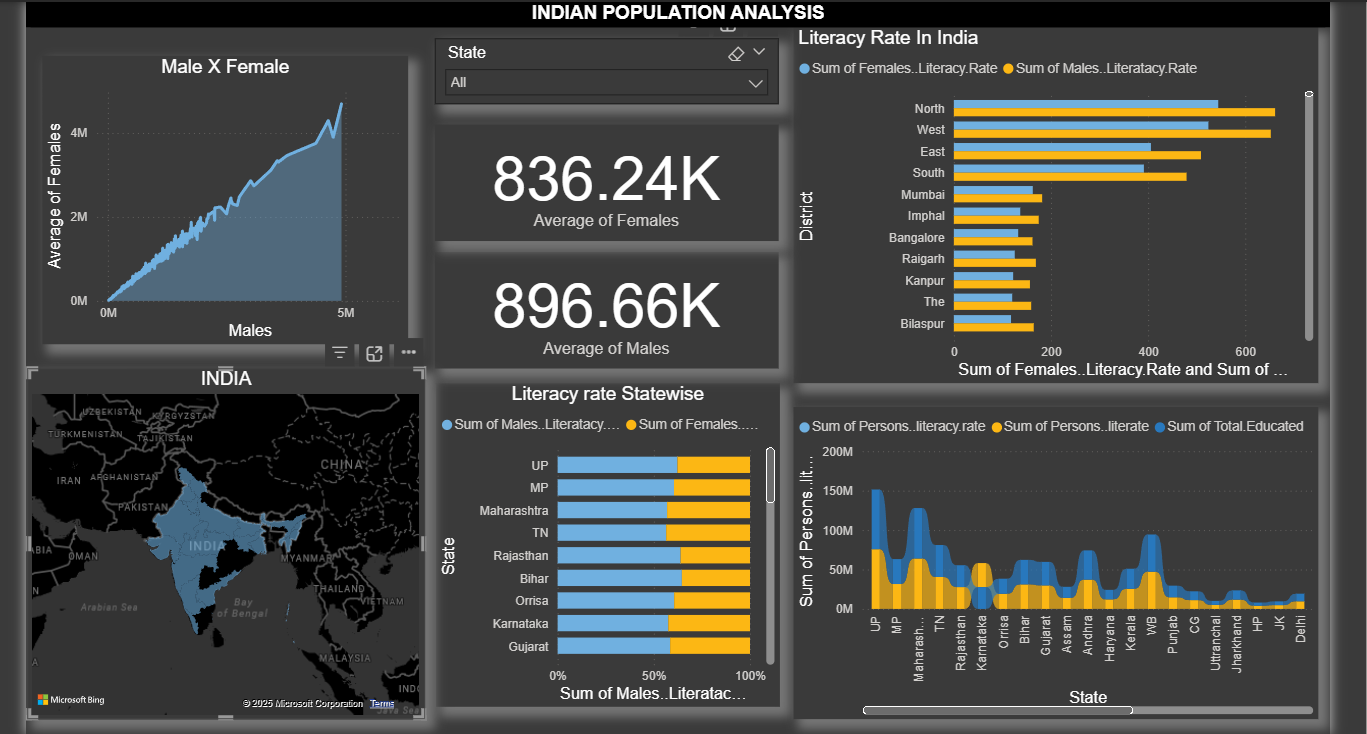 INDIAN POPULATION ANALYSIS
Male X Female
Average of Females
4M
2M
0M
0M
5M
Males
State
All
836.24K
Average of Females
896.66K
Average of Males
Literacy Rate In India
Sum of Females..Literacy.Rate
Sum of Males..Literatacy.Rate
District
North
West
East
South
Mumbai
Imphal
Bangalore
Raigarh
Kanpur
The
Bilaspur
0 200 400 600
Sum of Females..Literacy.Rate and Sum of ...
INDIA
UZBEKISTAN
KYRGYZSTAN
TURKMENISTAN
TAJIKISTAN
CHINA
IRAN
AFGHANISTAN
PAKISTAN
ABIA
OMAN
INDIA
MYANMAR
THAILAND
VIETNAM
N
Arabian Sea
Bay
of Bengal
MALAYSIA
A
INDO
Java Sea
Microsoft Bing
© 2025 Microsoft Corporation Terms
Literacy rate Statewise
Sum of Males..Literatacy....
Sum of Females.....
State
UP
MP
Maharashtra
TN
Rajasthan
Bihar
Orrisa
Karnataka
Gujarat
0% 50% 100%
Sum of Males..Literatac...
Sum of Persons..literacy.rate
Sum of Persons..literate
Sum of Total.Educated
Sum of Persons..lit...
200M
150M
100M
50M
0M
UP
MP
Maharash...
TN
Rajasthan
Karnataka
Orrisa
Bihar
Gujarat
Assam
Andhra
Haryana
Kerala
WB
Punjab
CG
Uttranchal
Jharkhand
HP
JK
Delhi
State